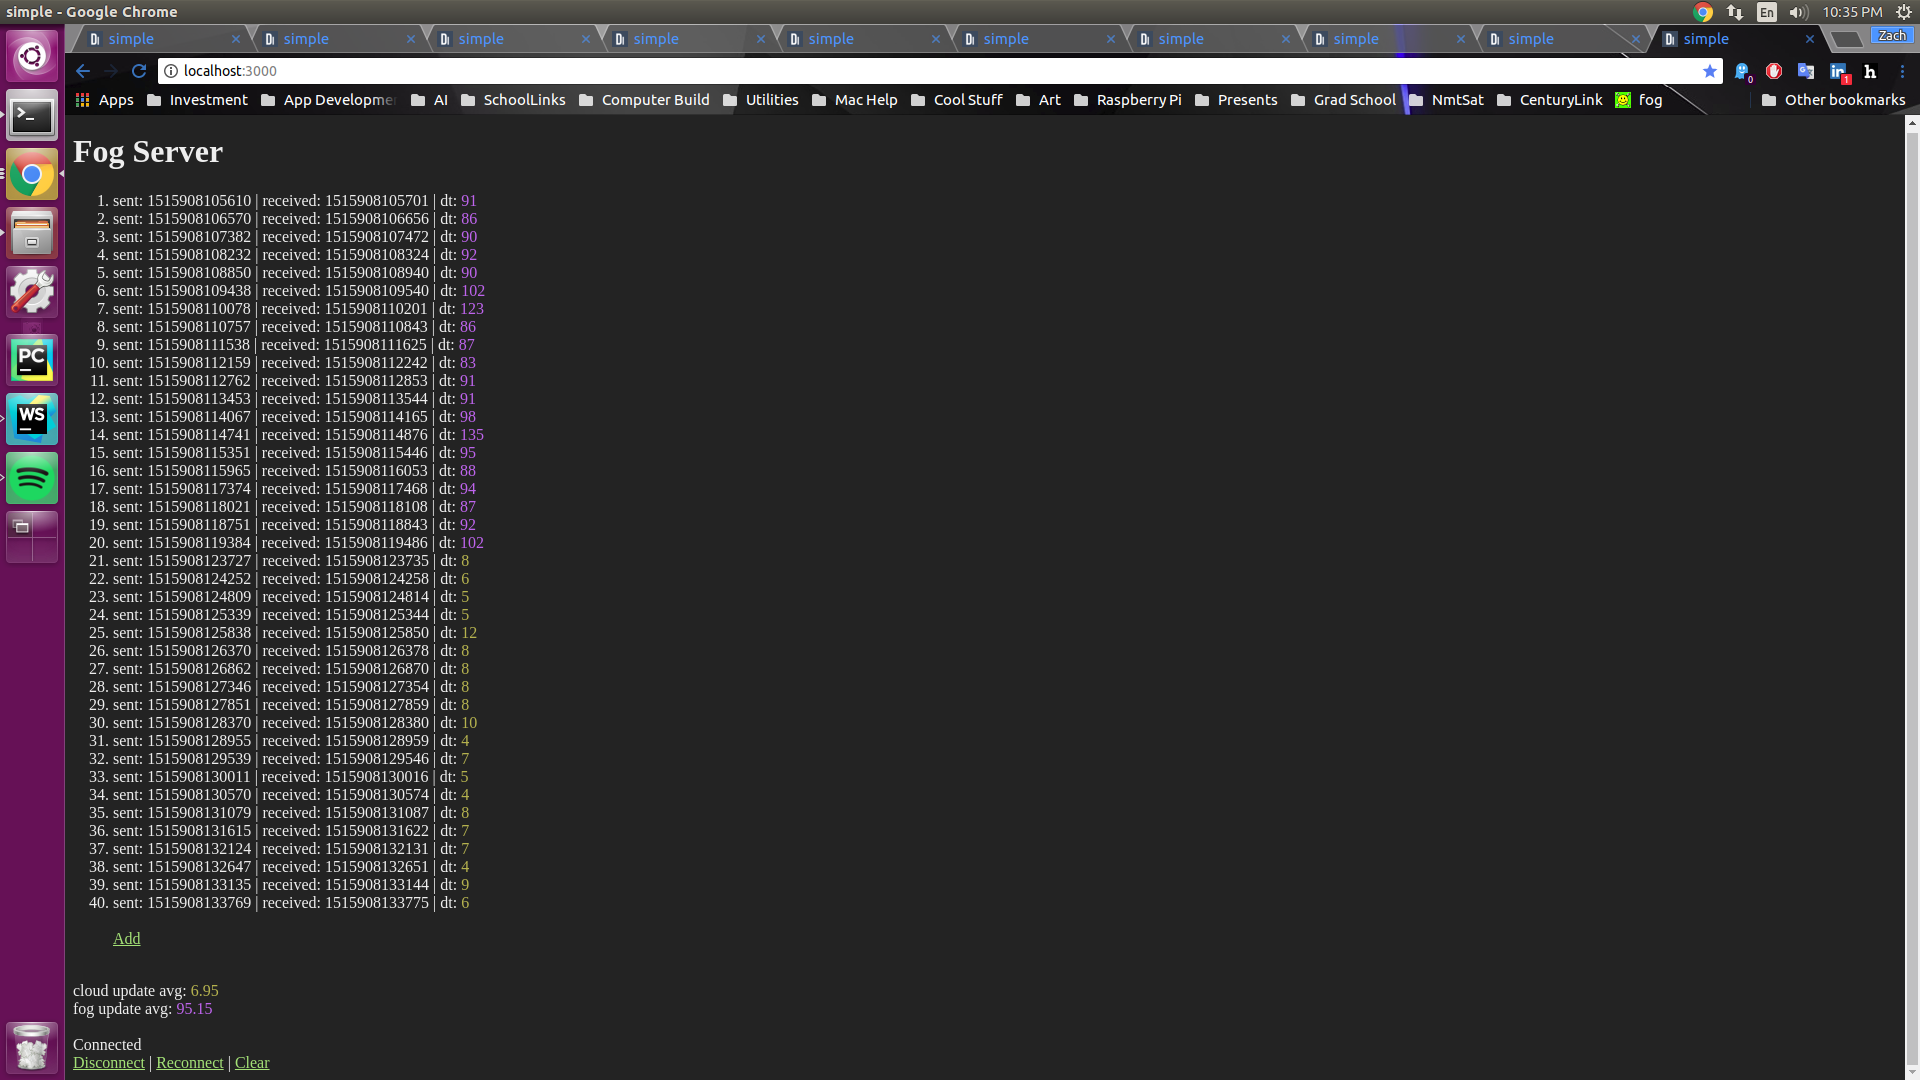 simple - Google Chrome
En
10:35 PM
simple
simple
simple
simple
simple
simple
simple
simple
simple
simple
Zach
localhost:3000
0
in
1
h
Apps
Investment
App Developme
AI
SchoolLinks
Computer Build
Utilities
Mac Help
Cool Stuff
Art
Raspberry Pi
Presents
Grad School
NmtSat
CenturyLink
fog
Other bookmarks
PC
WS
Fog Server
1. sent: 1515908105610 | received: 1515908105701 | dt: 91
2. sent: 1515908106570 | received: 1515908106656 | dt: 86
3. sent: 1515908107382 | received: 1515908107472 | dt: 90
4. sent: 1515908108232 | received: 1515908108324 | dt: 92
5. sent: 1515908108850 | received: 1515908108940 | dt: 90
6. sent: 1515908109438 | received: 1515908109540 | dt: 102
7. sent: 1515908110078 | received: 1515908110201 | dt: 123
8. sent: 1515908110757 | received: 1515908110843 | dt: 86
9. sent: 1515908111538 | received: 1515908111625 | dt: 87
10. sent: 1515908112159 | received: 1515908112242 | dt: 83
11. sent: 1515908112762 | received: 1515908112853 | dt: 91
12. sent: 1515908113453 | received: 1515908113544 | dt: 91
13. sent: 1515908114067 | received: 1515908114165 | dt: 98
14. sent: 1515908114741 | received: 1515908114876 | dt: 135
15. sent: 1515908115351 | received: 1515908115446 | dt: 95
16. sent: 1515908115965 | received: 1515908116053 | dt: 88
17. sent: 1515908117374 | received: 1515908117468 | dt: 94
18. sent: 1515908118021 | received: 1515908118108 | dt: 87
19. sent: 1515908118751 | received: 1515908118843 | dt: 92
20. sent: 1515908119384 | received: 1515908119486 | dt: 102
21. sent: 1515908123727 | received: 1515908123735 | dt: 8
22. sent: 1515908124252 | received: 1515908124258 | dt: 6
23. sent: 1515908124809 | received: 1515908124814 | dt: 5
24. sent: 1515908125339 | received: 1515908125344 | dt: 5
25. sent: 1515908125838 | received: 1515908125850 | dt: 12
26. sent: 1515908126370 | received: 1515908126378 | dt: 8
27. sent: 1515908126862 | received: 1515908126870 | dt: 8
28. sent: 1515908127346 | received: 1515908127354 | dt: 8
29. sent: 1515908127851 | received: 1515908127859 | dt: 8
30. sent: 1515908128370 | received: 1515908128380 | dt: 10
31. sent: 1515908128955 | received: 1515908128959 | dt: 4
32. sent: 1515908129539 | received: 1515908129546 | dt: 7
33. sent: 1515908130011 | received: 1515908130016 | dt: 5
34. sent: 1515908130570 | received: 1515908130574 | dt: 4
35. sent: 1515908131079 | received: 1515908131087 | dt: 8
36. sent: 1515908131615 | received: 1515908131622 | dt: 7
37. sent: 1515908132124 | received: 1515908132131 | dt: 7
38. sent: 1515908132647 | received: 1515908132651 | dt: 4
39. sent: 1515908133135 | received: 1515908133144 | dt: 9
40. sent: 1515908133769 | received: 1515908133775 | dt: 6
Add
cloud update avg: 6.95
fog update avg: 95.15
Connected
Disconnect | Reconnect | Clear